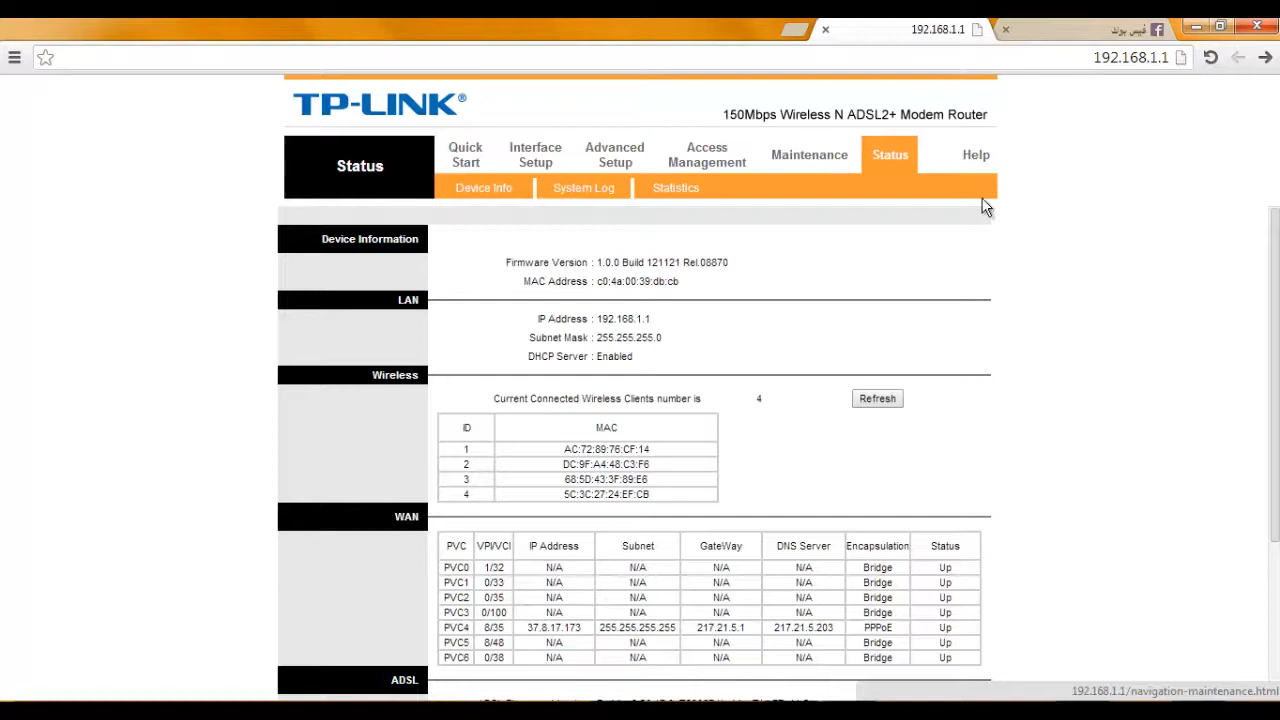 192.168.1.1
فيس بوك
192.168.1.1
TP-LINK®
150Mbps Wireless N ADSL2+ Modem Router
Status
Quick Start
Interface Setup
Advanced Setup
Access Management
Maintenance
Status
Help
Device Info
System Log
Statistics
Device Information
Firmware Version : 1.0.0 Build 121121 Rel.08870
MAC Address : c0:4a:00:39:db:cb
LAN
IP Address : 192.168.1.1
Subnet Mask : 255.255.255.0
DHCP Server : Enabled
Wireless
Current Connected Wireless Clients number is 4 Refresh
ID MAC
1 AC:72:89:76:CF:14
2 DC:9F:A4:48:C3:F6
3 68:5D:43:3F:89:E6
4 5C:3C:27:24:EF:CB
WAN
PVC VPI/VCI IP Address Subnet GateWay DNS Server Encapsulation Status
PVC0 1/32 N/A N/A N/A N/A Bridge Up
PVC1 0/33 N/A N/A N/A N/A Bridge Up
PVC2 0/35 N/A N/A N/A N/A Bridge Up
PVC3 0/100 N/A N/A N/A N/A Bridge Up
PVC4 8/35 37.8.17.173 255.255.255.255 217.21.5.1 217.21.5.203 PPPoE Up
PVC5 8/48 N/A N/A N/A N/A Bridge Up
PVC6 0/38 N/A N/A N/A N/A Bridge Up
ADSL
192.168.1.1/navigation-maintenance.html